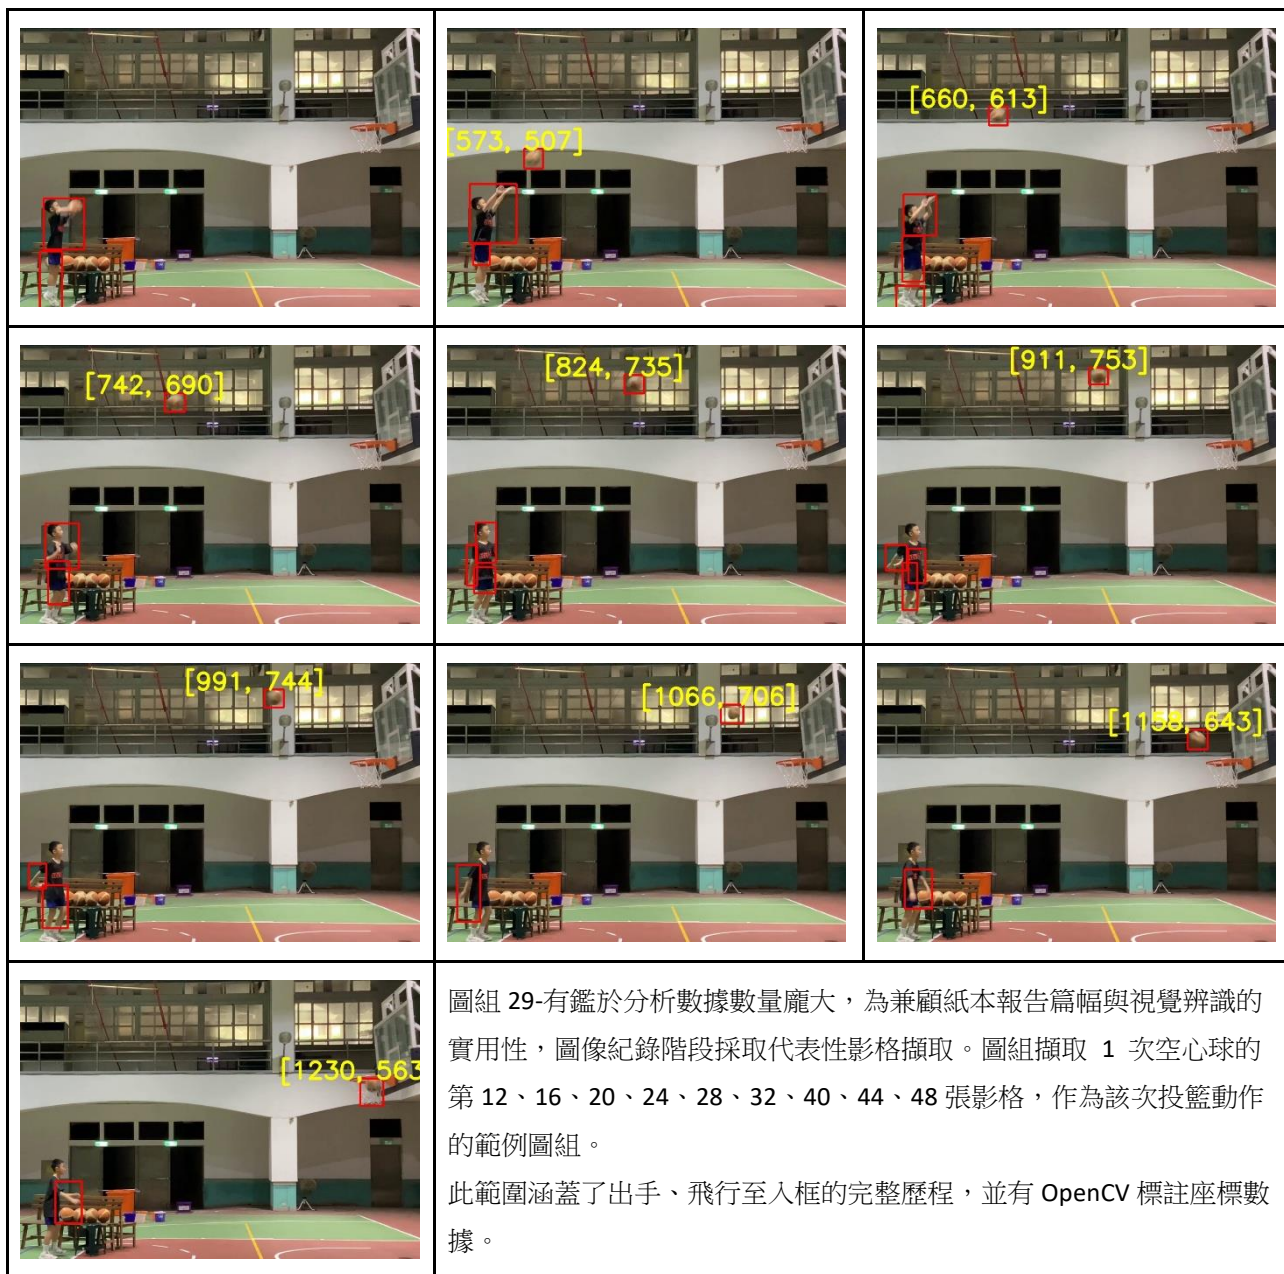 [573, 507]
[660, 613]
[742, 690]
[824, 735]
[911, 753]
[991, 744]
[1066, 706]
[1158, 643]
[1230, 563
圖組 29-有鑑於分析數據數量龐大，為兼顧紙本報告篇幅與視覺辨識的
實用性，圖像紀錄階段採取代表性影格擷取。圖組擷取 1 次空心球的
第 12、16、20、24、28、32、40、44、48 張影格，作為該次投籃動作
的範例圖組。
此範圍涵蓋了出手、飛行至入框的完整歷程，並有 OpenCV 標註座標數
據。